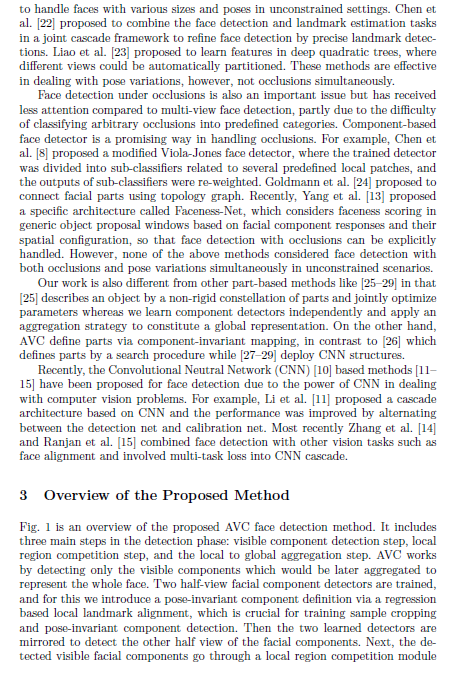 to handle faces with various sizes and poses in unconstrained settings. Chen et
al. [22] proposed to combine the face detection and landmark estimation tasks
in a joint cascade framework to refine face detection by precise landmark detec-
tions. Liao et al. [23] proposed to learn features in deep quadratic trees, where
different views could be automatically partitioned. These methods are effective
in dealing with pose variations, however, not occlusions simultaneously.
Face detection under occlusions is also an important issue but has received
less attention compared to multi-view face detection, partly due to the difficulty
of classifying arbitrary occlusions into predefined categories. Component-based
face detector is a promising way in handling occlusions. For example, Chen et
al. [8] proposed a modified Viola-Jones face detector, where the trained detector
was divided into sub-classifiers related to several predefined local patches, and
the outputs of sub-classifiers were re-weighted. Goldmann et al. [24] proposed to
connect facial parts using topology graph. Recently, Yang et al. [13] proposed
a specific architecture called Faceness-Net, which considers faceness scoring in
generic object proposal windows based on facial component responses and their
spatial configuration, so that face detection with occlusions can be explicitly
handled. However, none of the above methods considered face detection with
both occlusions and pose variations simultaneously in unconstrained scenarios.
Our work is also different from other part-based methods like [25–29] in that
[25] describes an object by a non-rigid constellation of parts and jointly optimize
parameters whereas we learn component detectors independently and apply an
aggregation strategy to constitute a global representation. On the other hand,
AVC define parts via component-invariant mapping, in contrast to [26] which
defines parts by a search procedure while [27–29] deploy CNN structures.
Recently, the Convolutional Neutral Network (CNN) [10] based methods [11–
15] have been proposed for face detection due to the power of CNN in dealing
with computer vision problems. For example, Li et al. [11] proposed a cascade
architecture based on CNN and the performance was improved by alternating
between the detection net and calibration net. Most recently Zhang et al. [14]
and Ranjan et al. [15] combined face detection with other vision tasks such as
face alignment and involved multi-task loss into CNN cascade.
3 Overview of the Proposed Method
Fig. 1 is an overview of the proposed AVC face detection method. It includes
three main steps in the detection phase: visible component detection step, local
region competition step, and the local to global aggregation step. AVC works
by detecting only the visible components which would be later aggregated to
represent the whole face. Two half-view facial component detectors are trained,
and for this we introduce a pose-invariant component definition via a regression
based local landmark alignment, which is crucial for training sample cropping
and pose-invariant component detection. Then the two learned detectors are
mirrored to detect the other half view of the facial components. Next, the de-
tected visible facial components go through a local region competition module